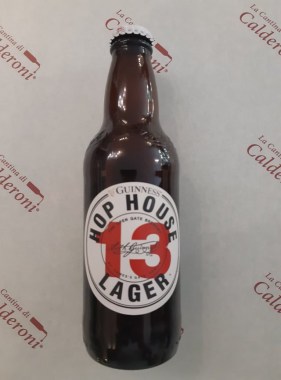 GUINNESS
HOP HOUSE
13
LAGER
La Cantina di
Calderoni
La Cantina di
Calderoni
La Cantina di
Calderoni
La Cantina di
Calderoni